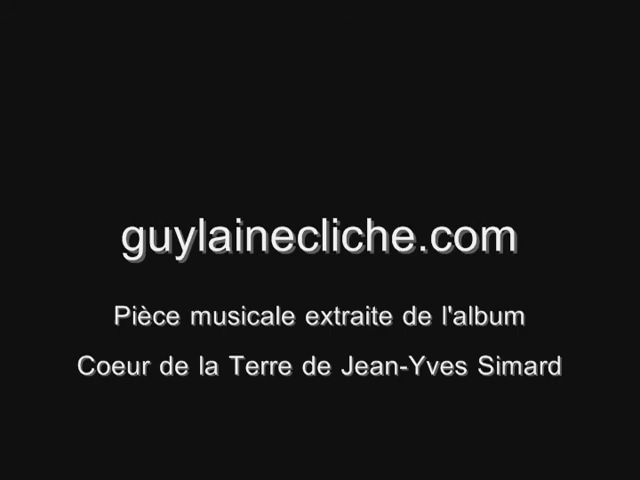 guylainecliche.com
Pièce musicale extraite de l'album
Coeur de la Terre de Jean-Yves Simard